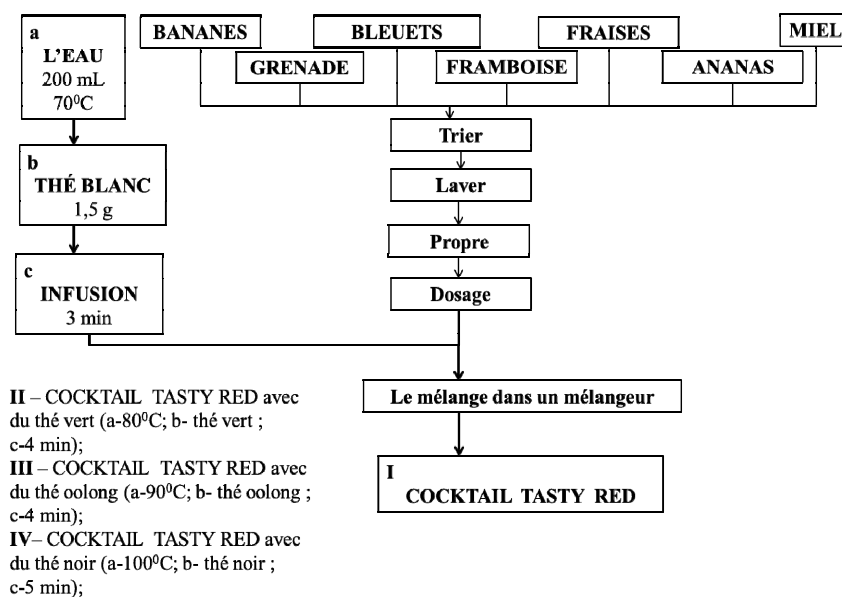 a
L'EAU
200 mL
70⁰C
b
THÉ BLANC
1,5 g
c
INFUSION
3 min
BANANES
BLEUETS
FRAISES
MIEL
GRENADE
FRAMBOISE
ANANAS
Trier
Laver
Propre
Dosage
Le mélange dans un mélangeur
I
COCKTAIL TASTY RED
II – COCKTAIL TASTY RED avec
du thé vert (a-80⁰C; b- thé vert ;
c-4 min);
III – COCKTAIL TASTY RED avec
du thé oolong (a-90⁰C; b- thé oolong ;
c-4 min);
IV– COCKTAIL TASTY RED avec
du thé noir (a-100⁰C; b- thé noir ;
c-5 min);